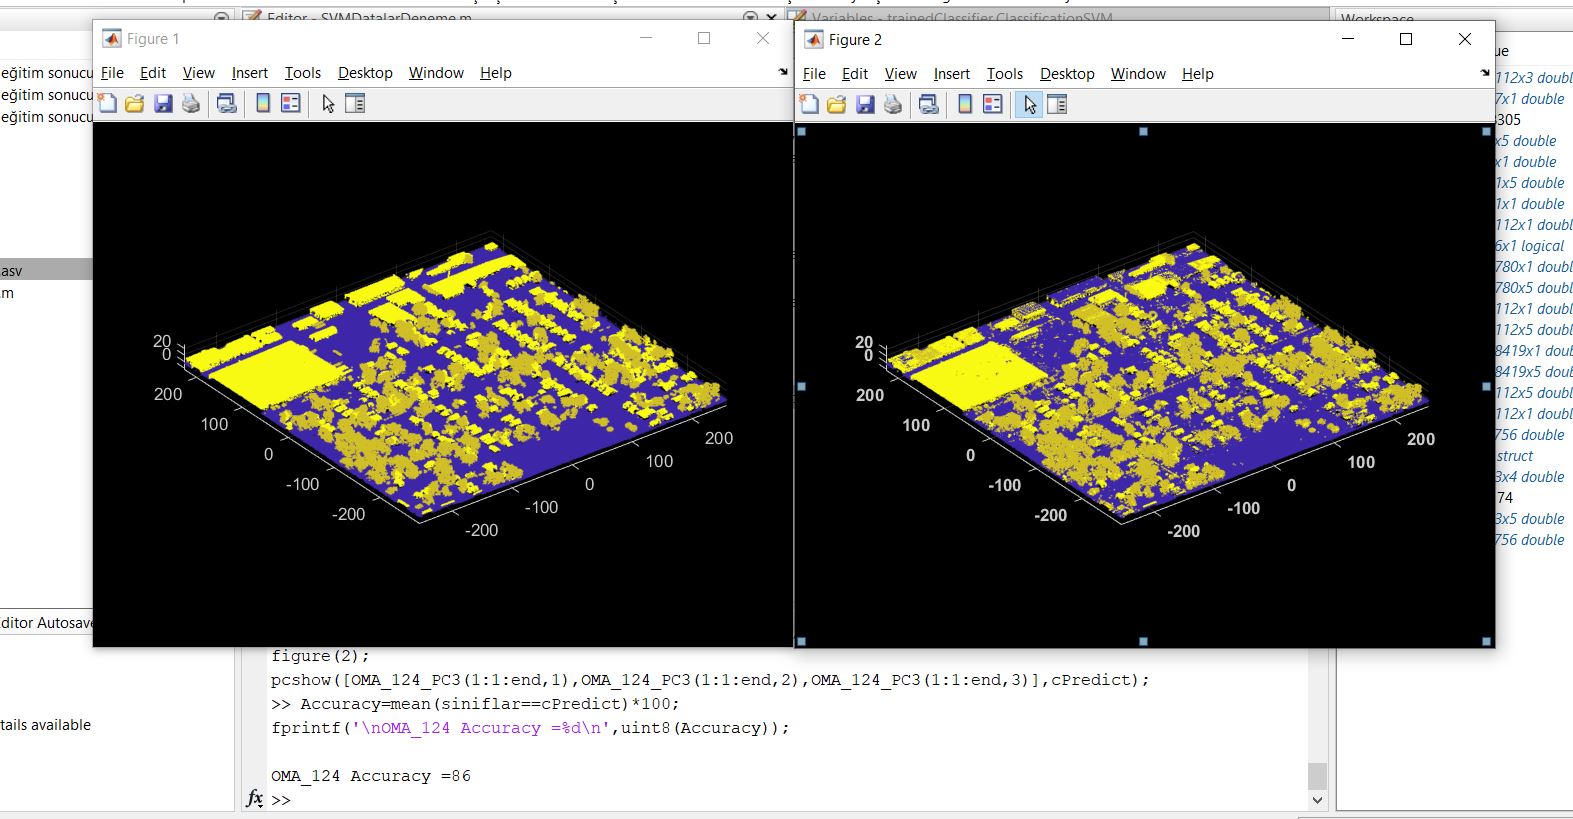 Editor - SVMDatalarDeneme.m
Variables - trainedClassifier.ClassificationSVM
Workspace
Figure 1
File Edit View Insert Tools Desktop Window Help
20
0
200
100
0
-100
-200
-200
-100
0
100
200
Figure 2
File Edit View Insert Tools Desktop Window Help
20
0
200
100
0
-100
-200
-200
-100
0
100
200
eğitim sonucu
eğitim sonucu
eğitim sonucu
.asv
.m
Editor Autosave
tails available
ue
112x3 doubl
7x1 double
305
x5 double
x1 double
1x5 double
1x1 double
112x1 doubl
6x1 logical
780x1 doubl
780x5 doubl
112x1 doubl
112x5 doubl
8419x1 doub
8419x5 doub
112x5 doubl
112x1 doubl
756 double
struct
3x4 double
74
3x5 double
756 double
figure(2);
pcshow([OMA_124_PC3(1:1:end,1),OMA_124_PC3(1:1:end,2),OMA_124_PC3(1:1:end,3)],cPredict);
>> Accuracy=mean(siniflar==cPredict)*100;
fprintf('\nOMA_124 Accuracy =%d\n',uint8(Accuracy));
OMA_124 Accuracy =86
fx >>